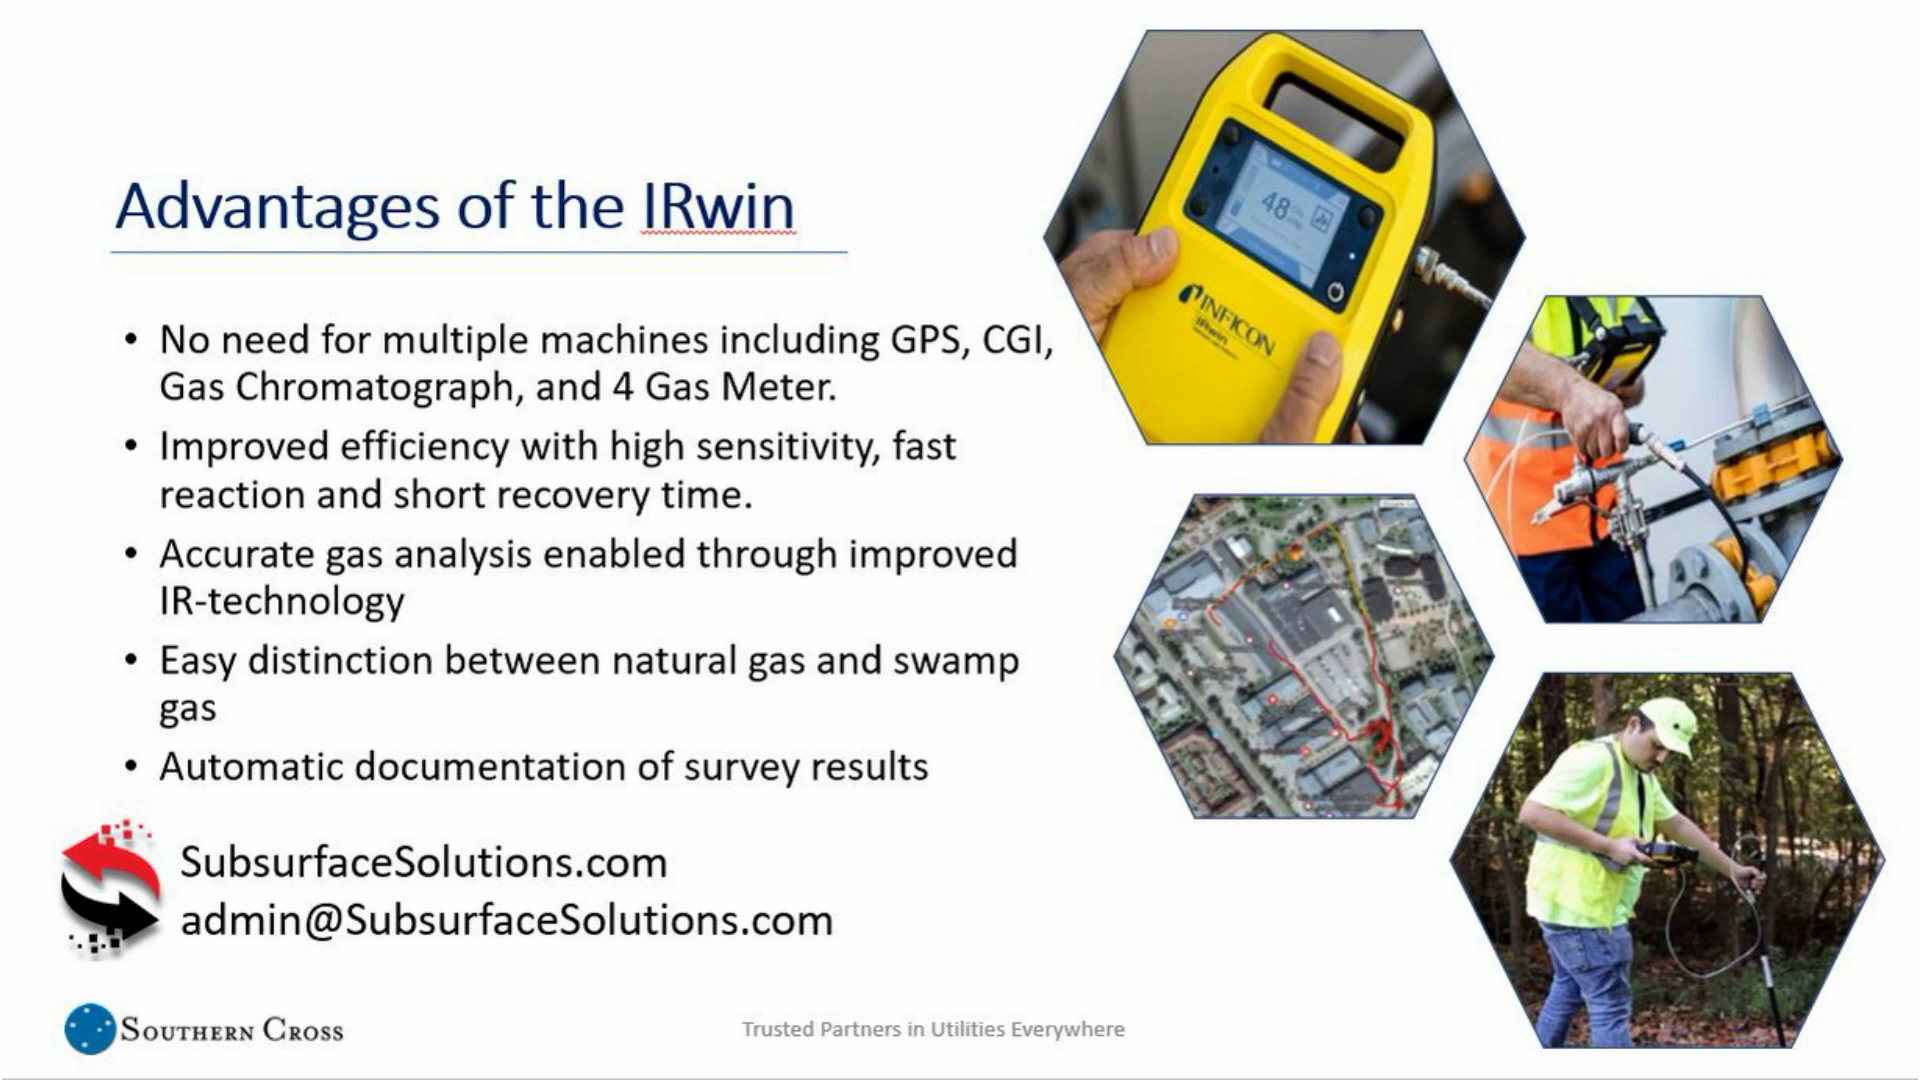 Advantages of the IRwin
• No need for multiple machines including GPS, CGI,
Gas Chromatograph, and 4 Gas Meter.
• Improved efficiency with high sensitivity, fast
reaction and short recovery time.
• Accurate gas analysis enabled through improved
IR-technology
• Easy distinction between natural gas and swamp
gas
• Automatic documentation of survey results
SubsurfaceSolutions.com
admin@SubsurfaceSolutions.com
SOUTHERN CROSS
Trusted Partners in Utilities Everywhere
48
INFICON
IRwin